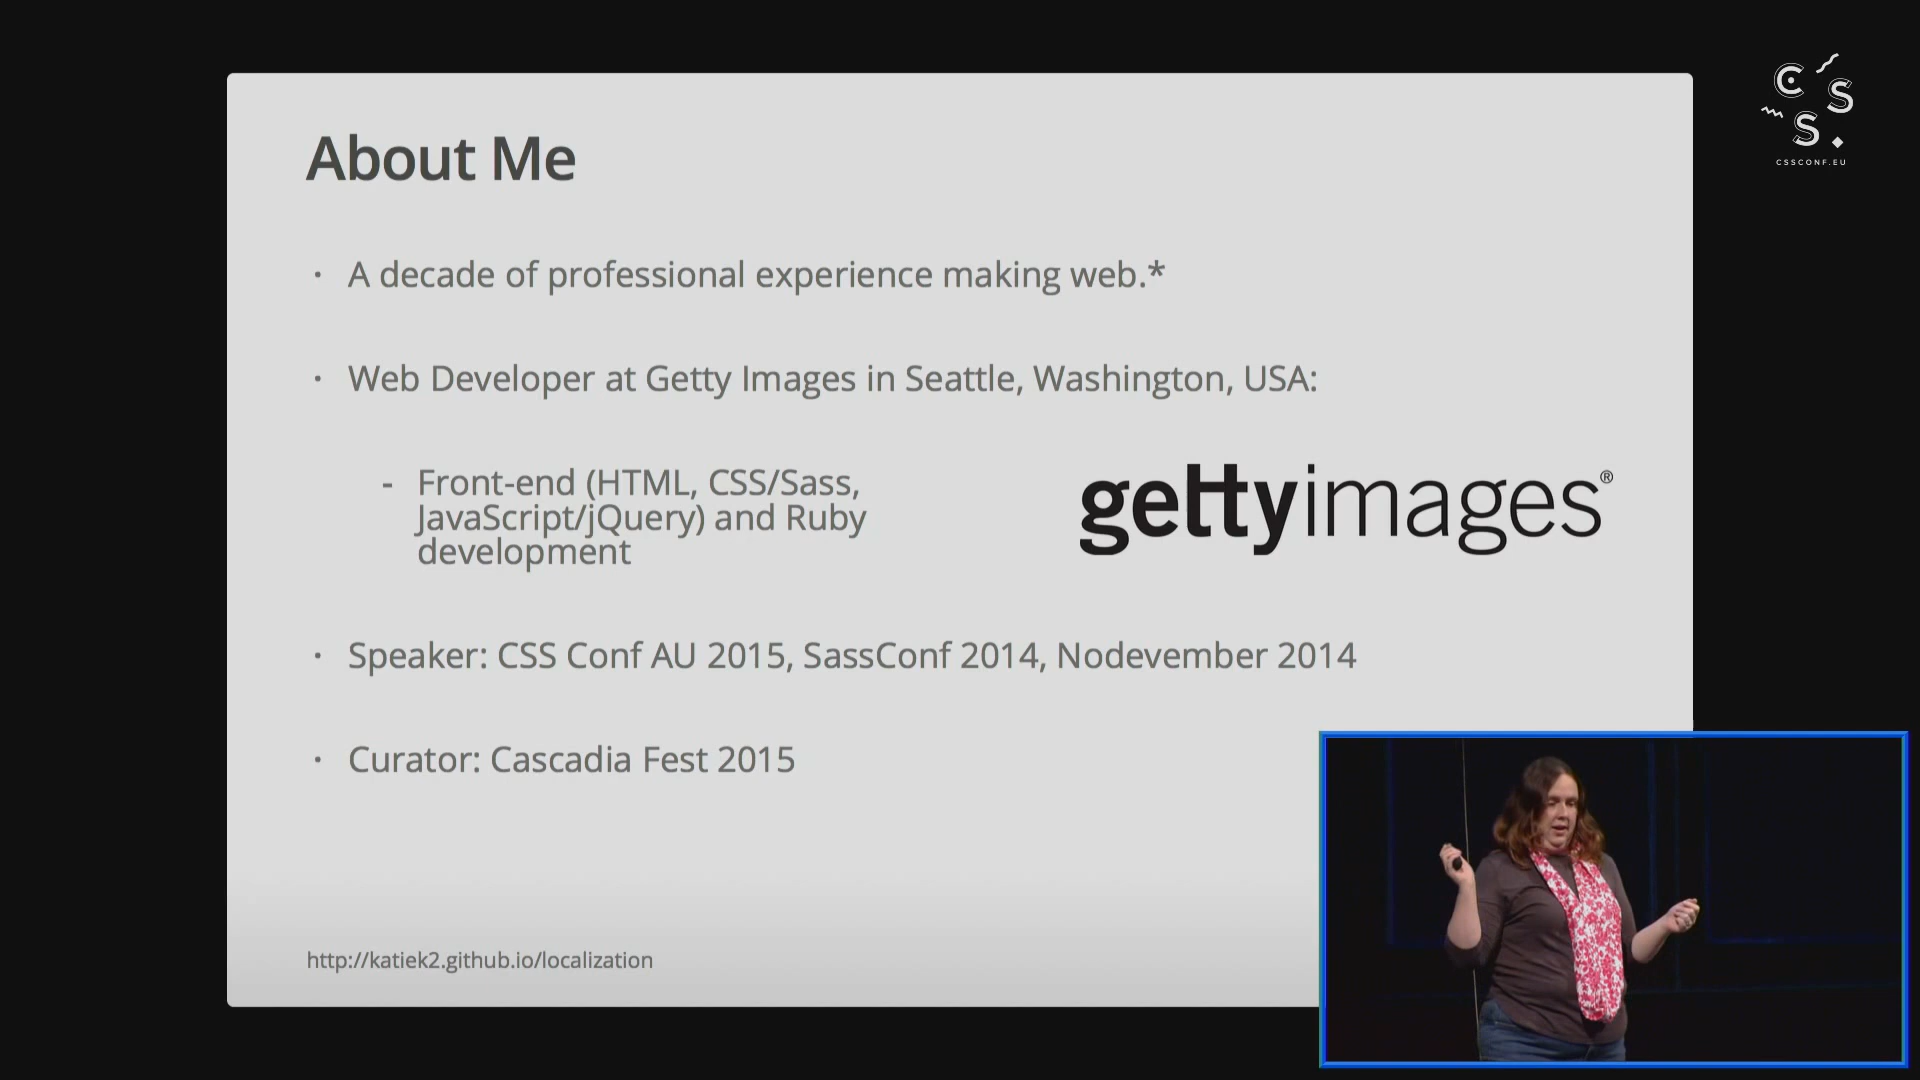 About Me
· A decade of professional experience making web.*
· Web Developer at Getty Images in Seattle, Washington, USA:
- Front-end (HTML, CSS/Sass,
JavaScript/jQuery) and Ruby
development
gettyimages®
· Speaker: CSS Conf AU 2015, SassConf 2014, Nodevember 2014
· Curator: Cascadia Fest 2015
http://katiek2.github.io/localization
C S
S
CSSCONF.EU